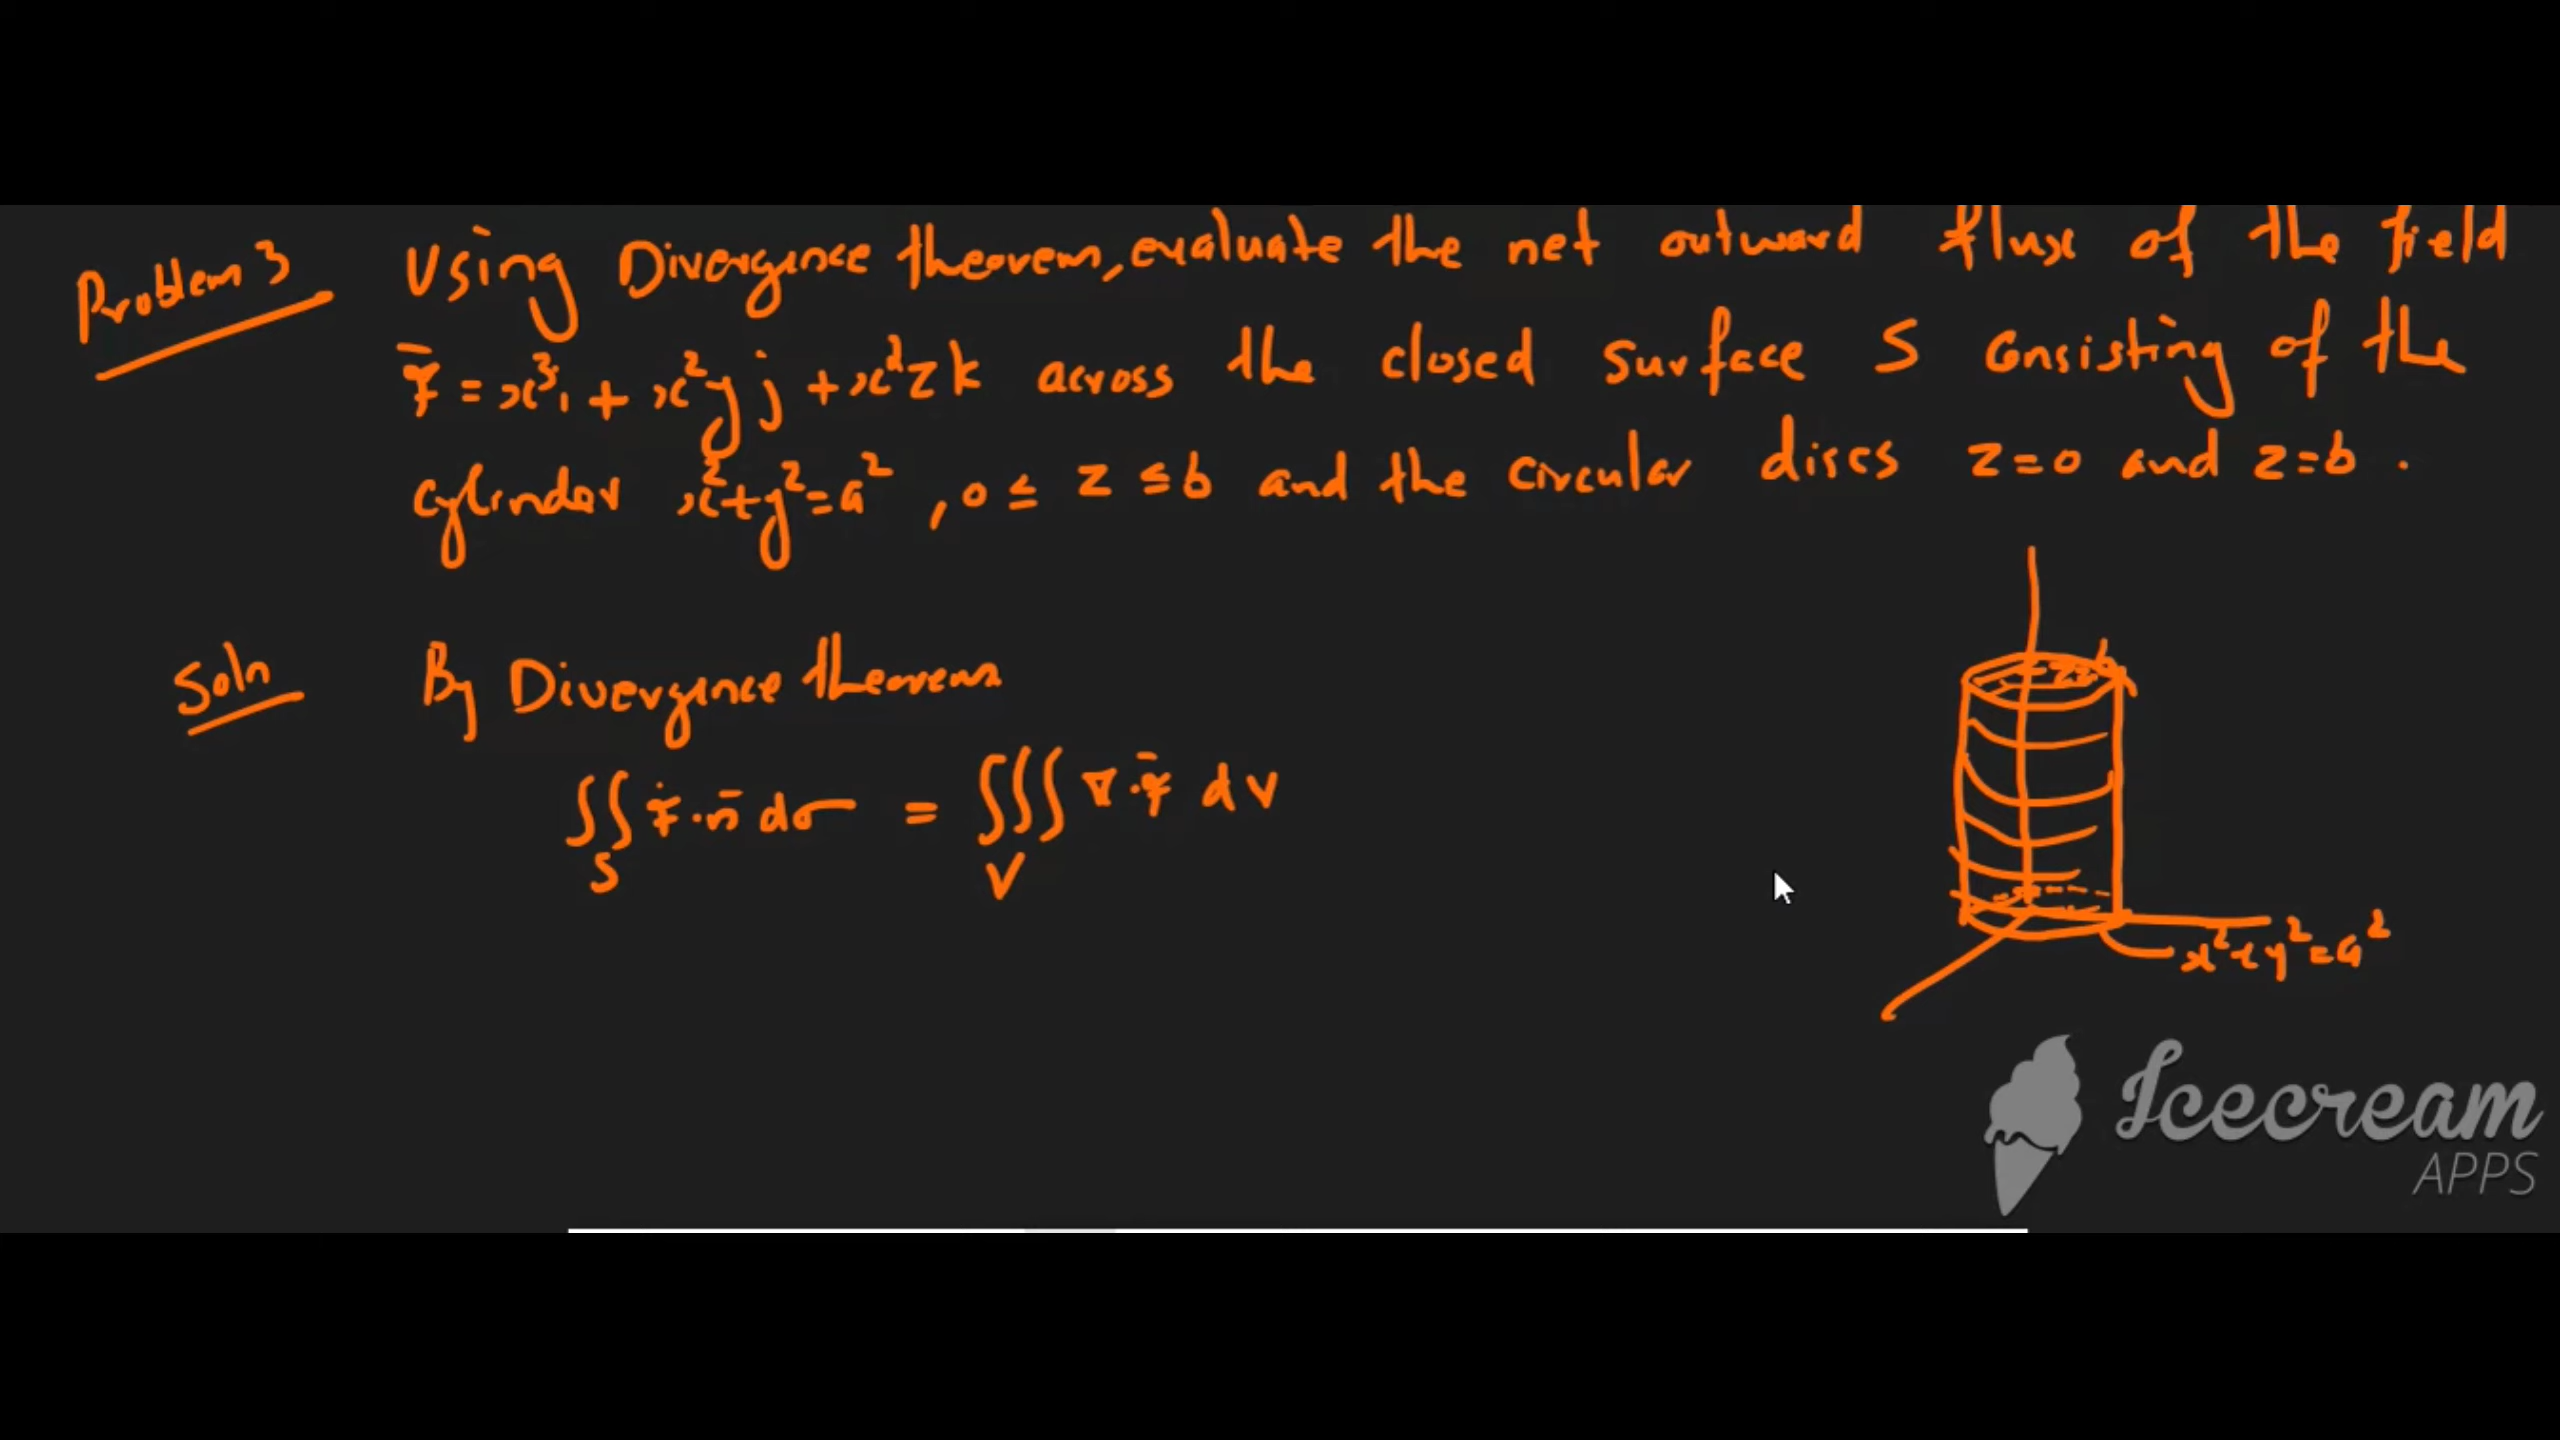 Problem 3 Using Divergence theorem, evaluate the net outward flux of the field
F̄ = x³i + x²y j + x²z k across the closed surface S consisting of the
cylinder x²+y²=a², 0 ≤ z ≤ b and the circular discs z=0 and z=b.
Soln By Divergence theorem
∬ F̄·n̄ dσ = ∭ ∇·F̄ dV
S V
x²+y²=a²
Icecream
APPS